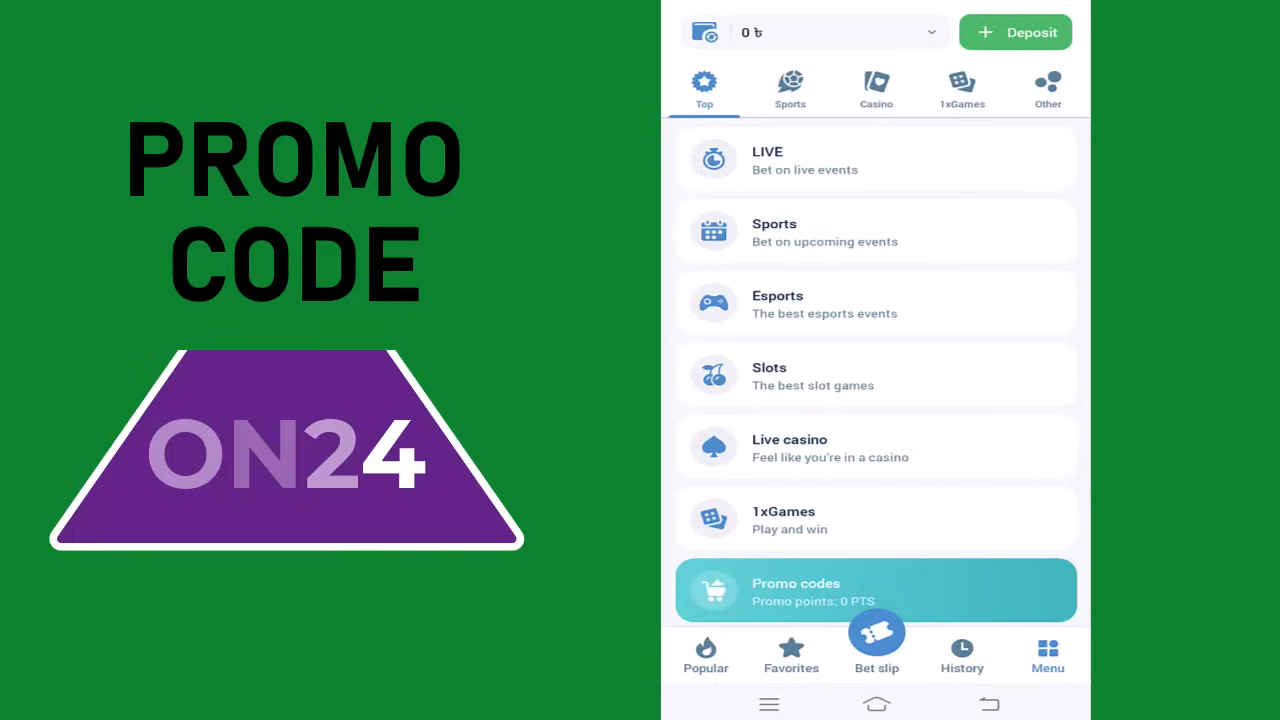 PROMO
CODE
ON24
0 ৳
Deposit
Top
Sports
Casino
1xGames
Other
LIVE
Bet on live events
Sports
Bet on upcoming events
Esports
The best esports events
Slots
The best slot games
Live casino
Feel like you're in a casino
1xGames
Play and win
Promo codes
Promo points: 0 PTS
Popular
Favorites
Bet slip
History
Menu